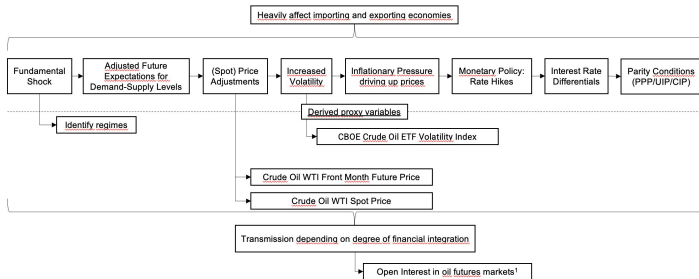 Heavily affect importing and exporting economies
Fundamental
Shock
Adjusted Future
Expectations for
Demand-Supply Levels
(Spot) Price
Adjustments
Increased
Volatility
Inflationary Pressure
driving up prices
Monetary Policy:
Rate Hikes
Interest Rate
Differentials
Parity Conditions
(PPP/UIP/CIP)
Derived proxy variables
Identify regimes
CBOE Crude Oil ETF Volatility Index
Crude Oil WTI Front Month Future Price
Crude Oil WTI Spot Price
Transmission depending on degree of financial integration
Open Interest in oil futures markets¹